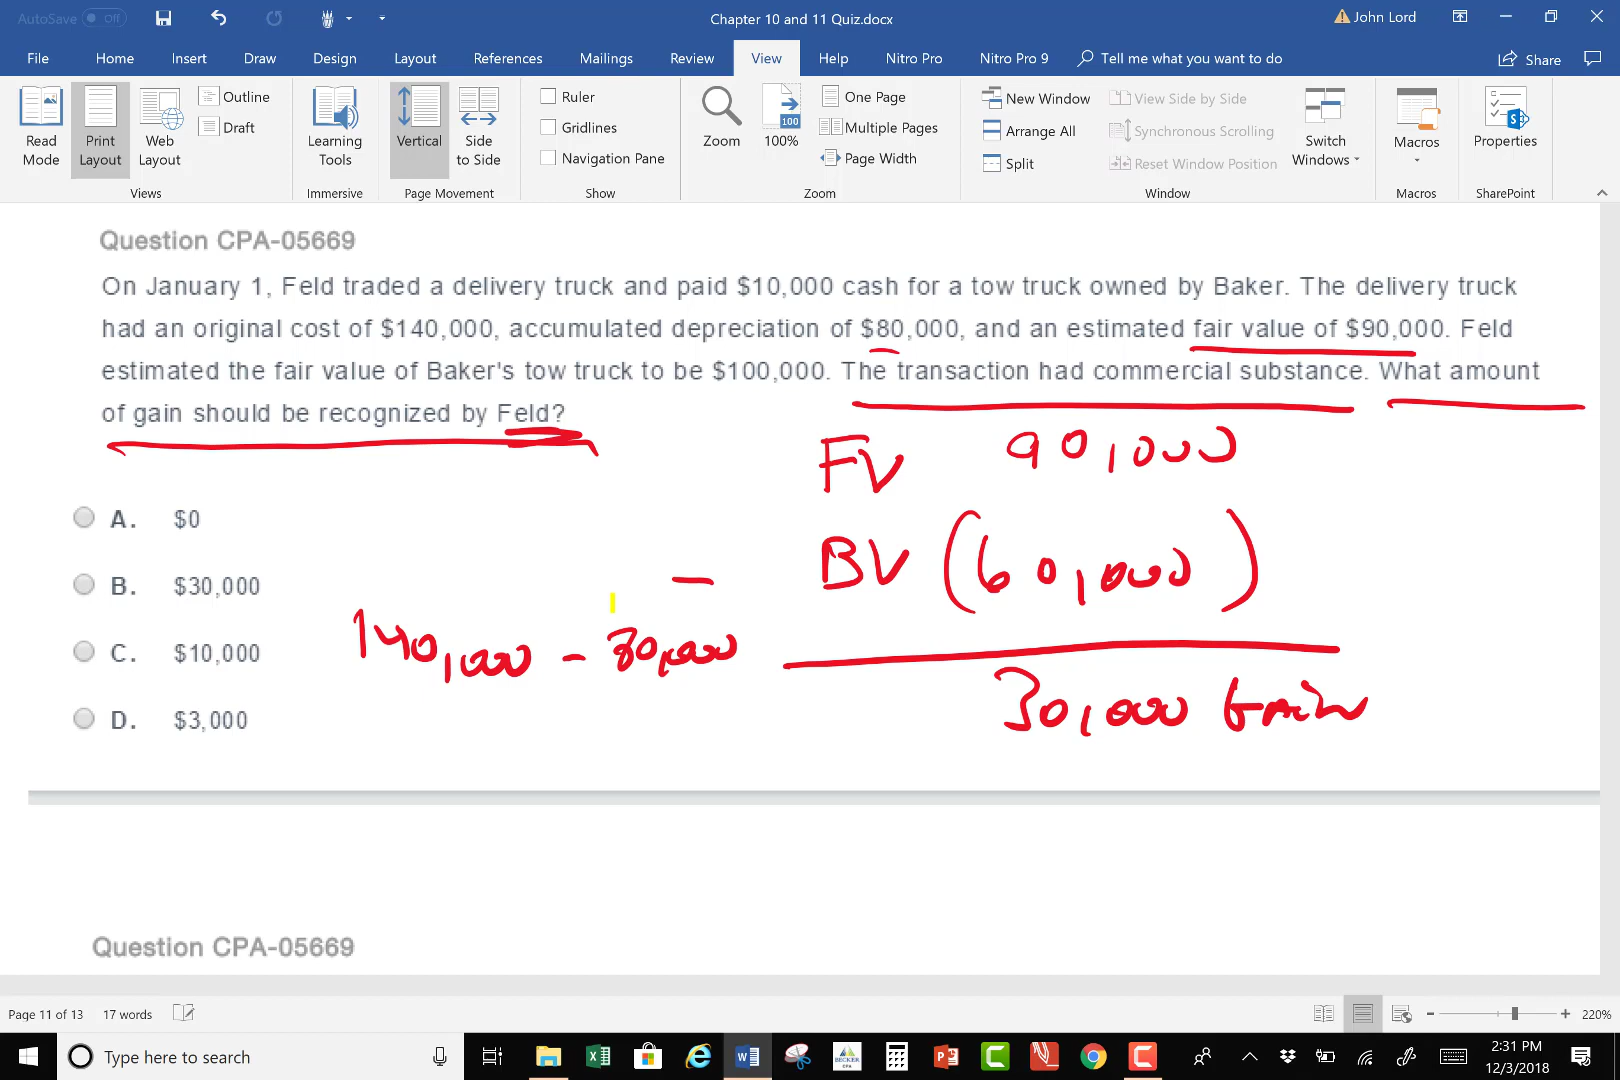 AutoSave Off
Chapter 10 and 11 Quiz.docx
John Lord
File Home Insert Draw Design Layout References Mailings Review View Help Nitro Pro Nitro Pro 9 Tell me what you want to do Share
Read Mode
Print Layout
Web Layout
Outline
Draft
Views
Learning Tools
Immersive
Vertical
Side to Side
Page Movement
Ruler
Gridlines
Navigation Pane
Show
Zoom
100
100%
One Page
Multiple Pages
Page Width
Zoom
New Window
Arrange All
Split
View Side by Side
Synchronous Scrolling
Reset Window Position
Switch Windows
Window
Macros
Macros
Properties
SharePoint
Question CPA-05669
On January 1, Feld traded a delivery truck and paid $10,000 cash for a tow truck owned by Baker. The delivery truck
had an original cost of $140,000, accumulated depreciation of $80,000, and an estimated fair value of $90,000. Feld
estimated the fair value of Baker's tow truck to be $100,000. The transaction had commercial substance. What amount
of gain should be recognized by Feld?
FV 90,000
A. $0
BV (60,000)
B. $30,000
140,000 - 80,000
C. $10,000
30,000 Gain
D. $3,000
Question CPA-05669
Page 11 of 13 17 words 220%
Type here to search
BECKER
2:31 PM
12/3/2018